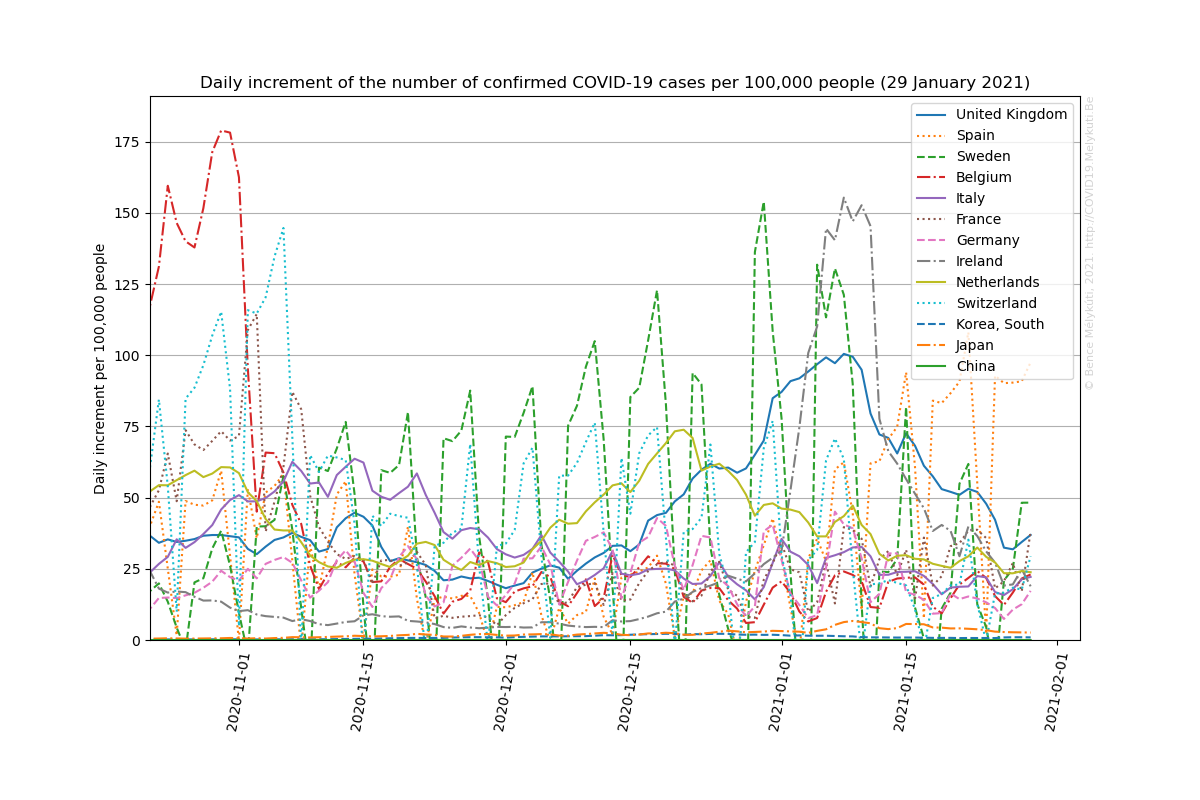 Daily increment of the number of confirmed COVID-19 cases per 100,000 people (29 January 2021)
Daily increment per 100,000 people
175
150
125
100
75
50
25
0
2020-11-01
2020-11-15
2020-12-01
2020-12-15
2021-01-01
2021-01-15
2021-02-01
United Kingdom
Spain
Sweden
Belgium
Italy
France
Germany
Ireland
Netherlands
Switzerland
Korea, South
Japan
China
© Bence Mélykúti, 2021 http://COVID19.Melykuti.Be